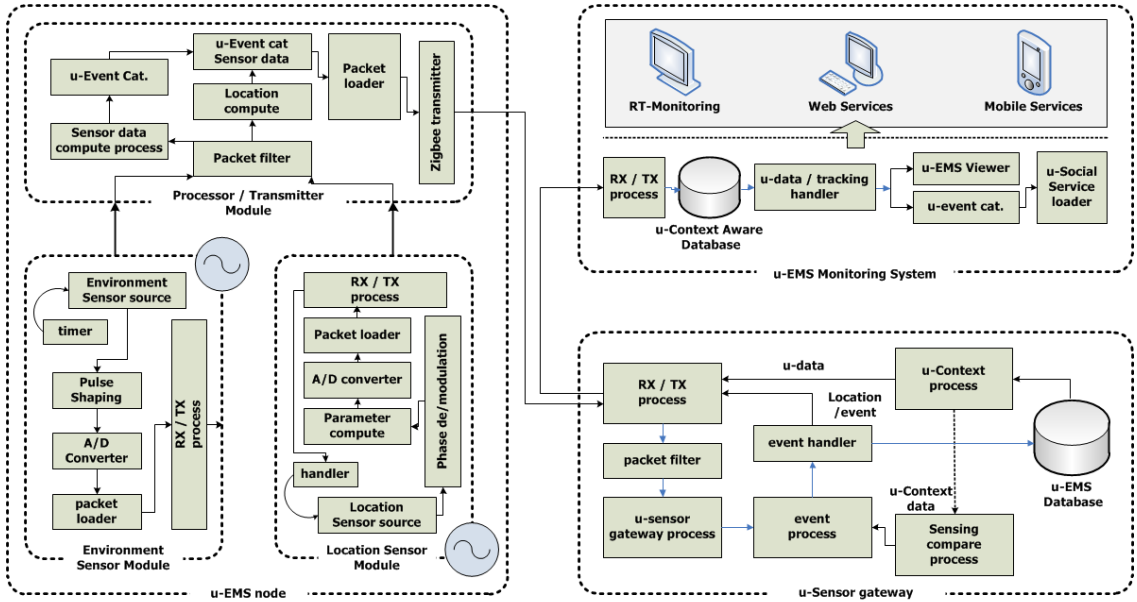 u-Event cat
Sensor data
u-Event Cat.
Packet
loader
Location
compute
Zigbee transmitter
Sensor data
compute process
Packet filter
Processor / Transmitter
Module
Environment
Sensor source
timer
Pulse
Shaping
A/D
Converter
packet
loader
RX / TX
process
Environment
Sensor Module
RX / TX
process
Packet loader
A/D converter
Parameter
compute
Phase de/modulation
handler
Location
Sensor source
Location Sensor
Module
u-EMS node
RT-Monitoring
Web Services
Mobile Services
RX / TX
process
u-Context Aware
Database
u-data / tracking
handler
u-EMS Viewer
u-event cat.
u-Social
Service
loader
u-EMS Monitoring System
RX / TX
process
u-data
u-Context
process
Location
/event
event handler
packet filter
u-EMS
Database
u-sensor
gateway process
event
process
u-Context
data
Sensing
compare
process
u-Sensor gateway